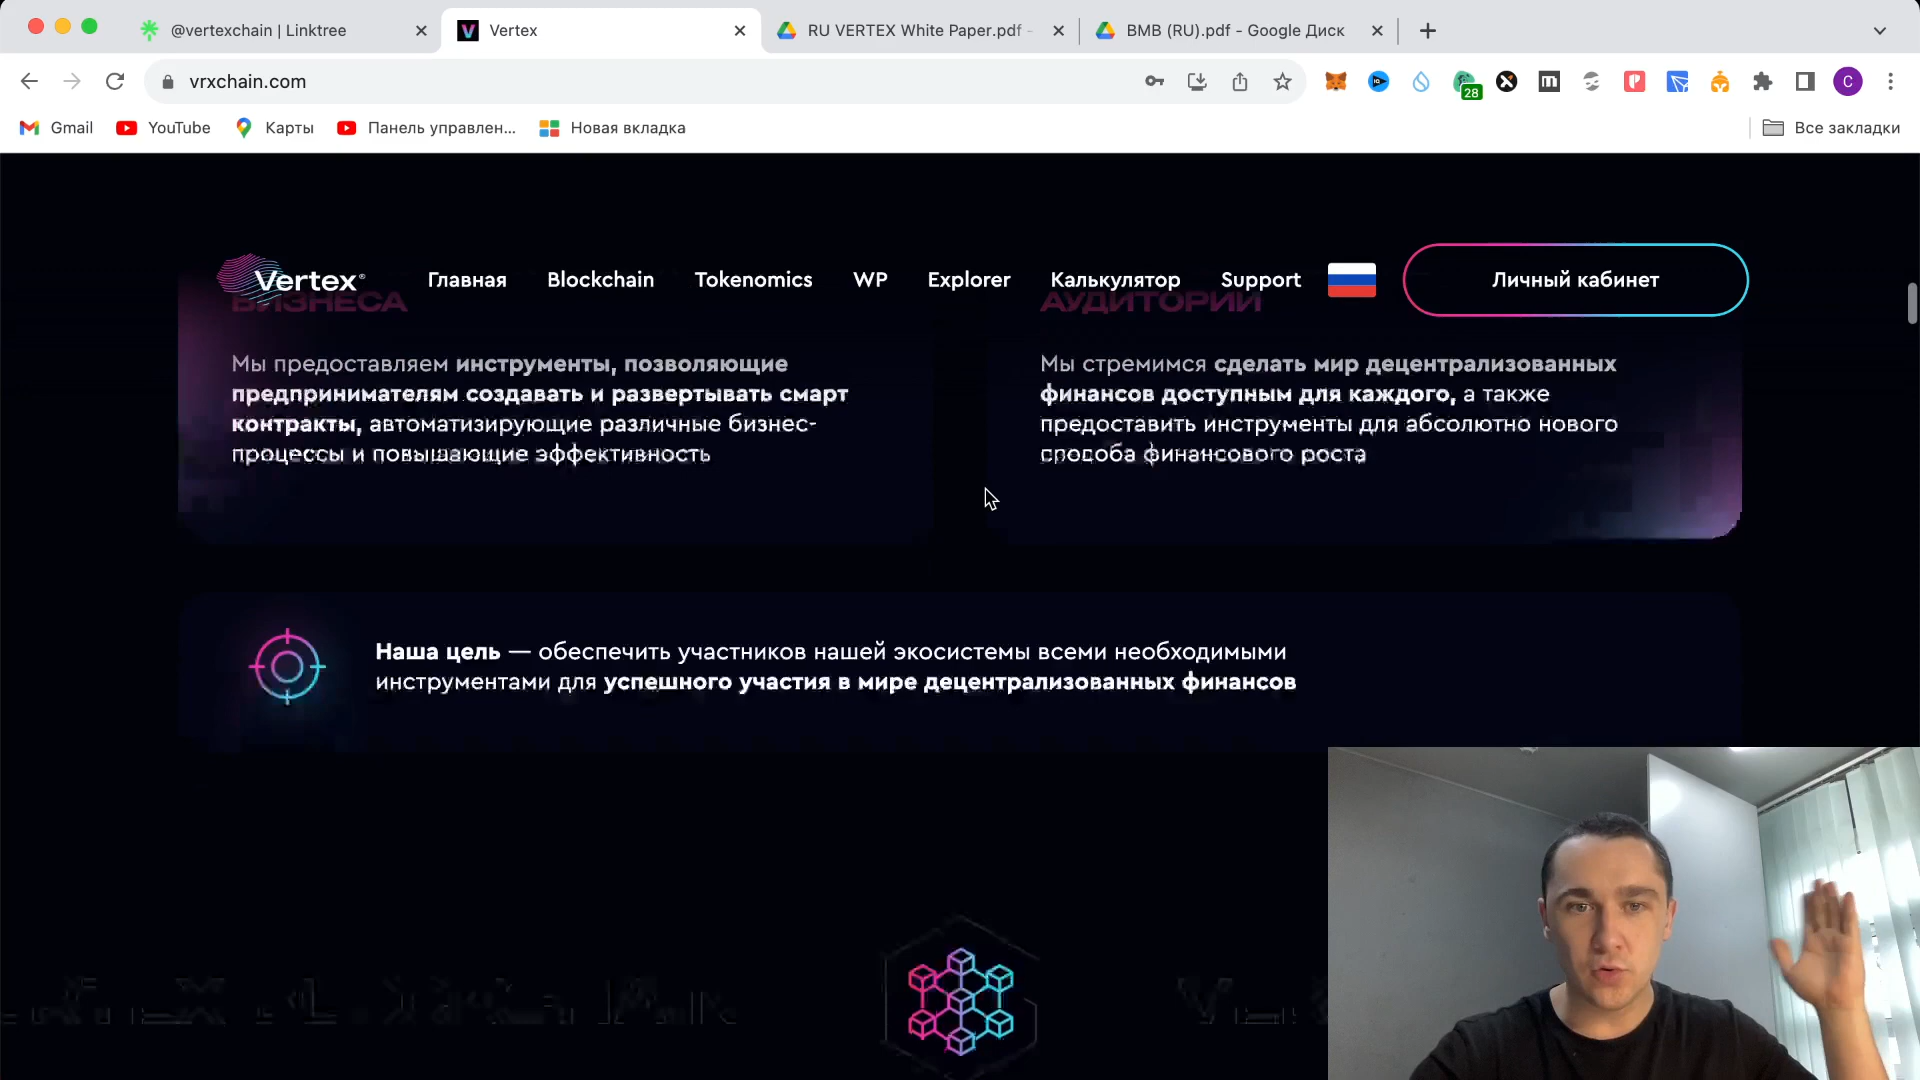 @vertexchain | Linktree
Vertex
RU VERTEX White Paper.pdf -
BMB (RU).pdf - Google Диск
vrxchain.com
28
C
Gmail
YouTube
Карты
Панель управлен...
Новая вкладка
Все закладки
Vertex
Главная
Blockchain
Tokenomics
WP
Explorer
Калькулятор
Support
Личный кабинет
БИЗНЕСА
АУДИТОРИИ
Мы предоставляем инструменты, позволяющие
предпринимателям создавать и развертывать смарт
контракты, автоматизирующие различные бизнес-
процессы и повышающие эффективность
Мы стремимся сделать мир децентрализованных
финансов доступным для каждого, а также
предоставить инструменты для абсолютно нового
способа финансового роста
Наша цель — обеспечить участников нашей экосистемы всеми необходимыми
инструментами для успешного участия в мире децентрализованных финансов